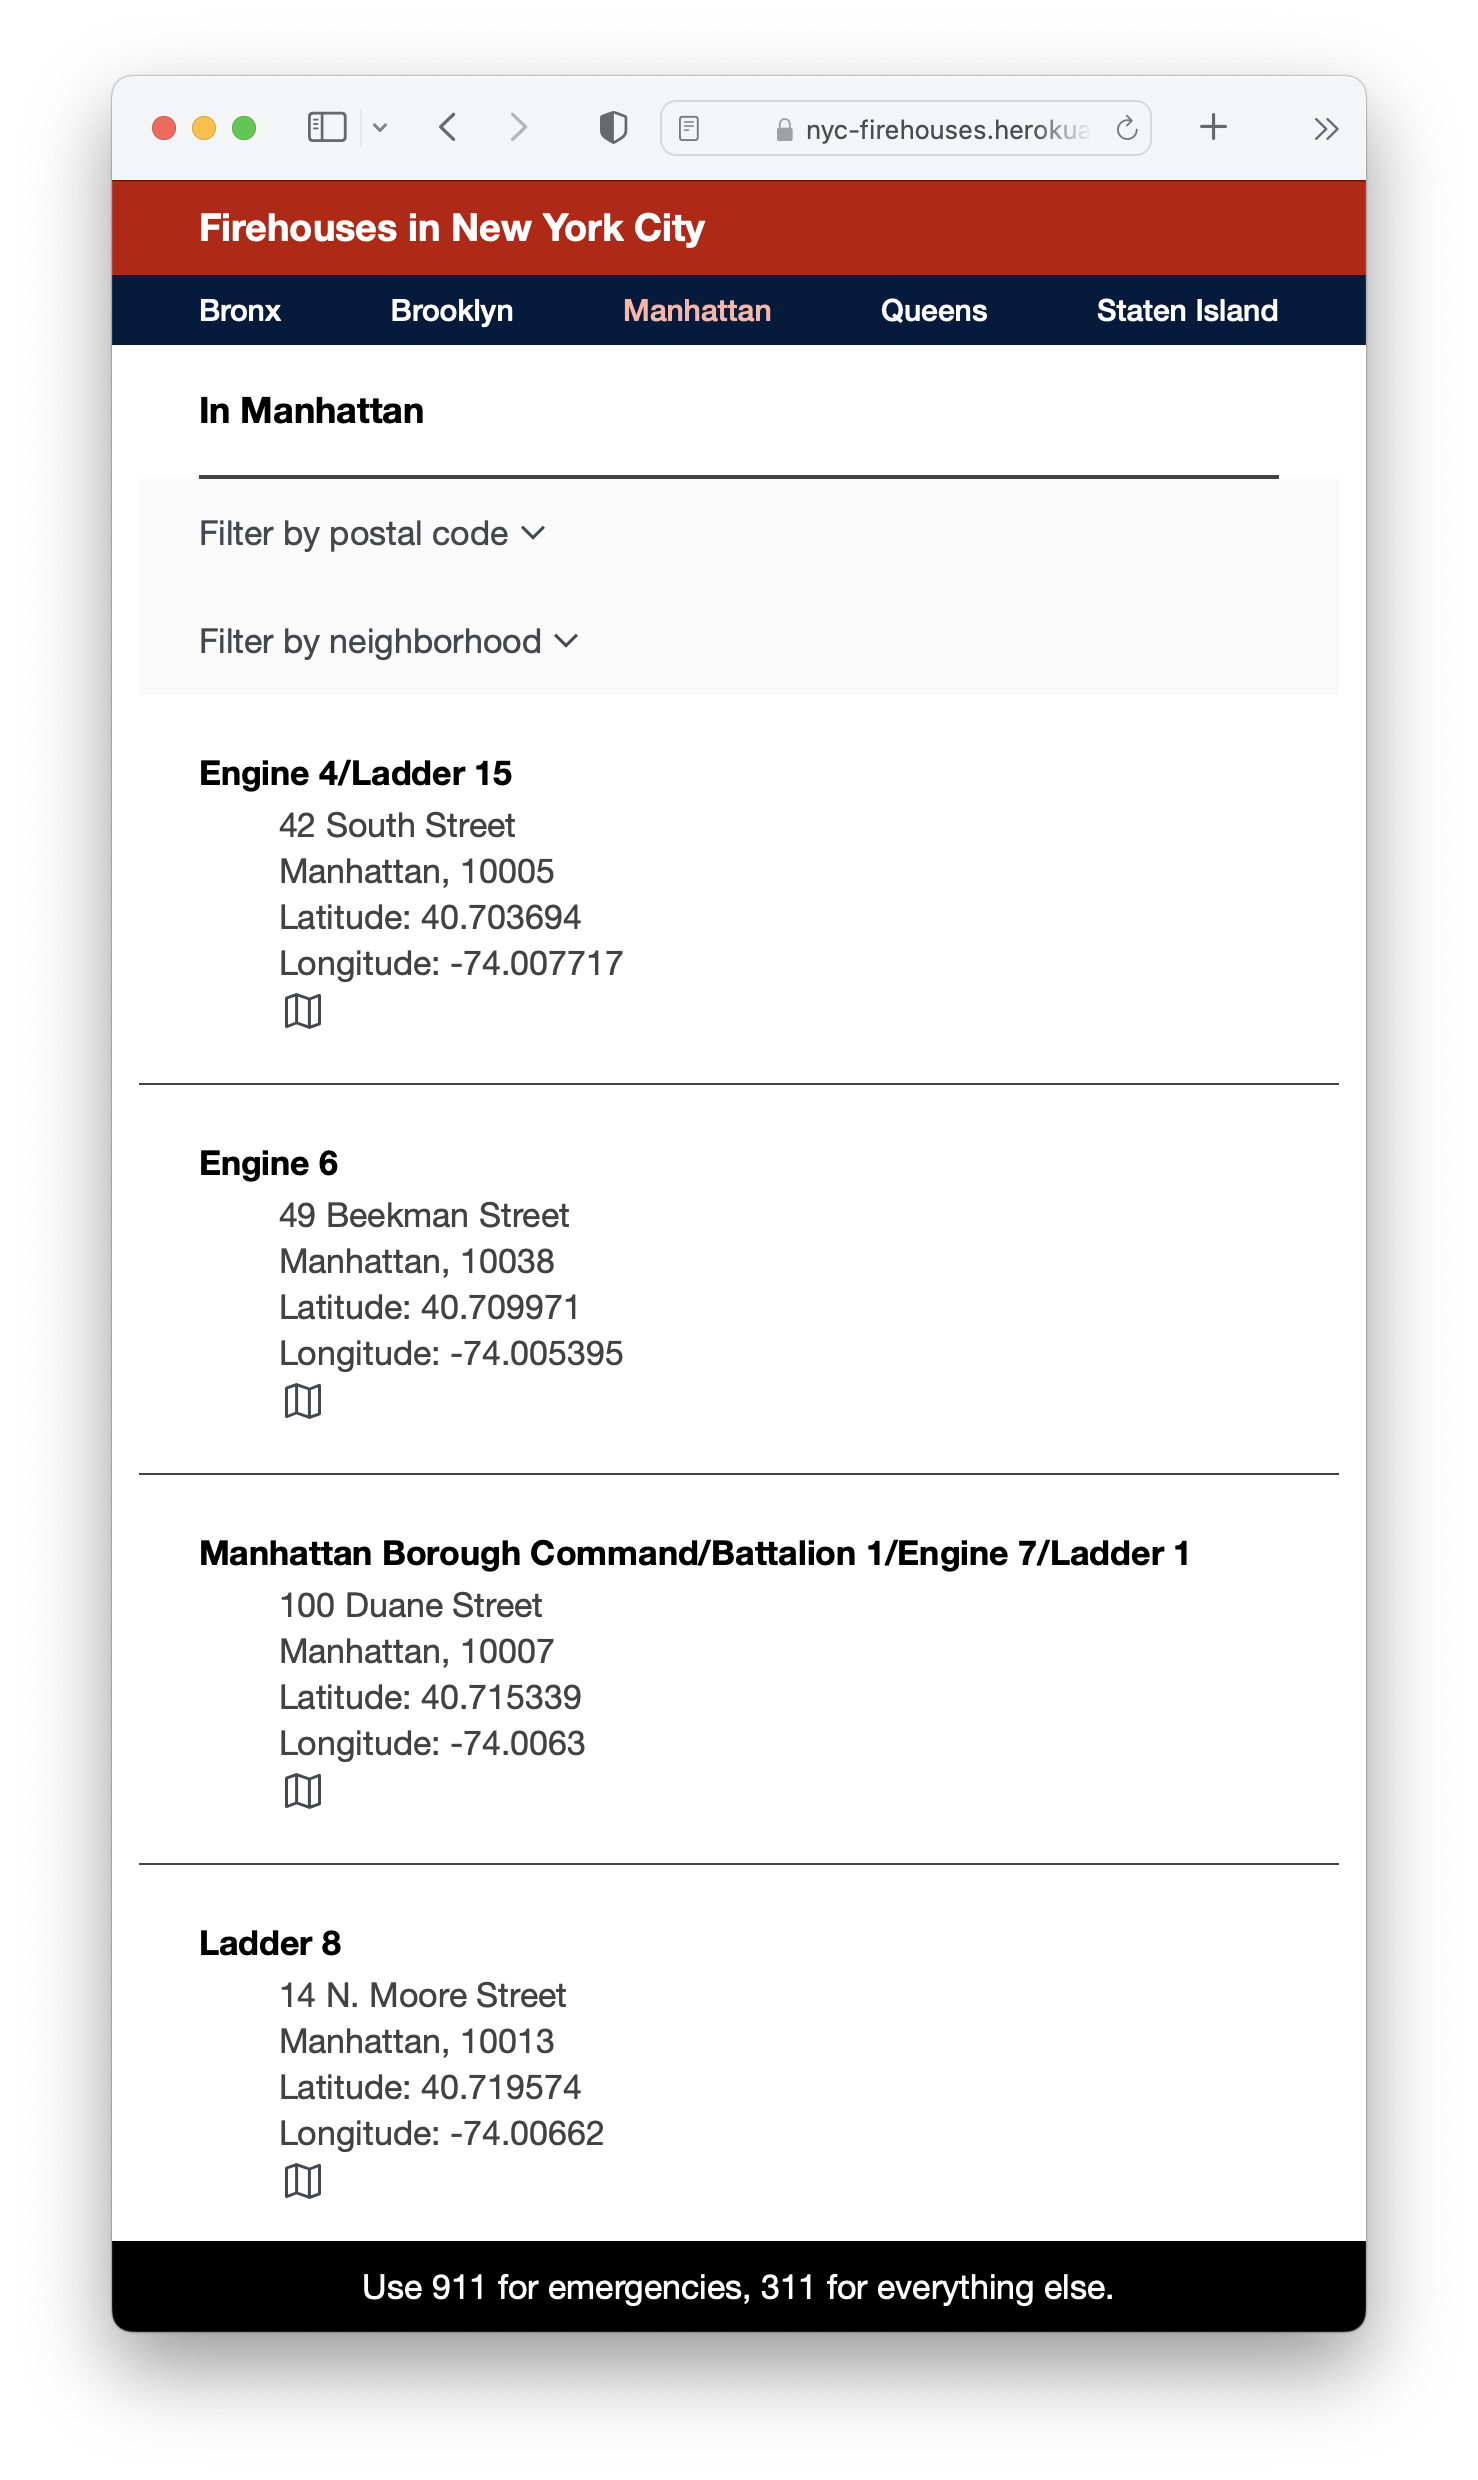 nyc-firehouses.herokua
Firehouses in New York City
Bronx Brooklyn Manhattan Queens Staten Island
In Manhattan
Filter by postal code
Filter by neighborhood
Engine 4/Ladder 15
42 South Street
Manhattan, 10005
Latitude: 40.703694
Longitude: -74.007717
Engine 6
49 Beekman Street
Manhattan, 10038
Latitude: 40.709971
Longitude: -74.005395
Manhattan Borough Command/Battalion 1/Engine 7/Ladder 1
100 Duane Street
Manhattan, 10007
Latitude: 40.715339
Longitude: -74.0063
Ladder 8
14 N. Moore Street
Manhattan, 10013
Latitude: 40.719574
Longitude: -74.00662
Use 911 for emergencies, 311 for everything else.